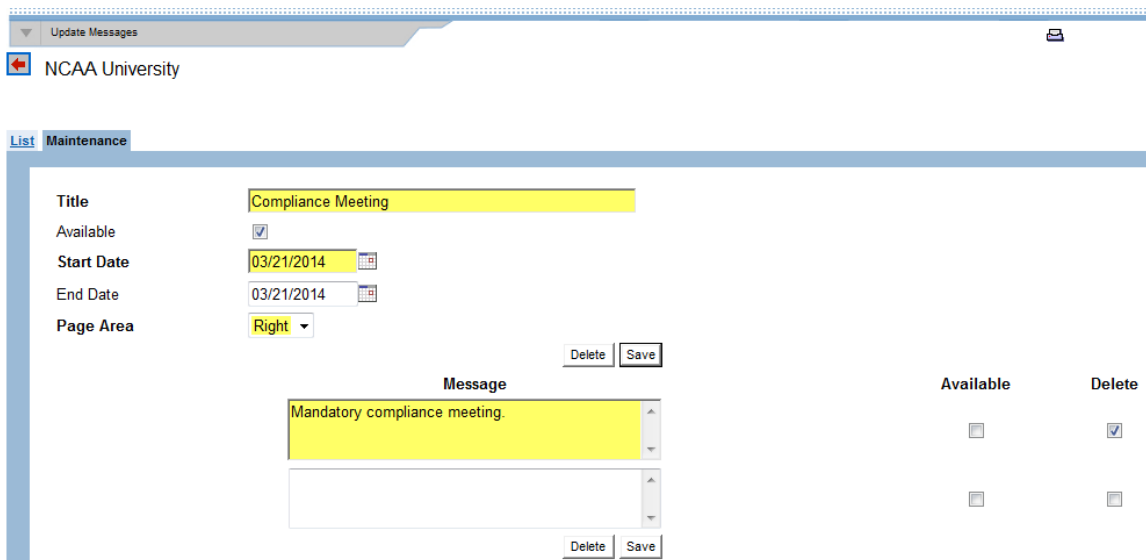 Update Messages
NCAA University
List Maintenance
Title Compliance Meeting
Available
Start Date 03/21/2014
End Date 03/21/2014
Page Area Right
Delete Save
Message Available Delete
Mandatory compliance meeting.
Delete Save